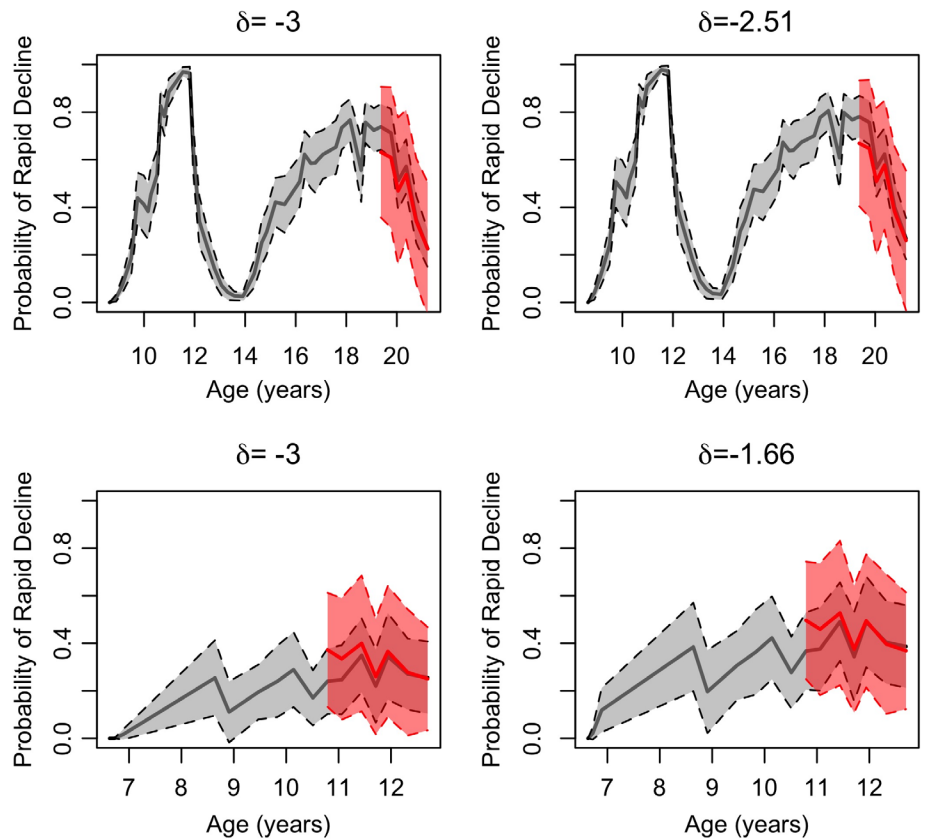 δ= -3
Probability of Rapid Decline
0.0 0.4 0.8
10 12 14 16 18 20
Age (years)
δ=-2.51
Probability of Rapid Decline
0.0 0.4 0.8
10 12 14 16 18 20
Age (years)
δ= -3
Probability of Rapid Decline
0.0 0.4 0.8
7 8 9 10 11 12
Age (years)
δ=-1.66
Probability of Rapid Decline
0.0 0.4 0.8
7 8 9 10 11 12
Age (years)